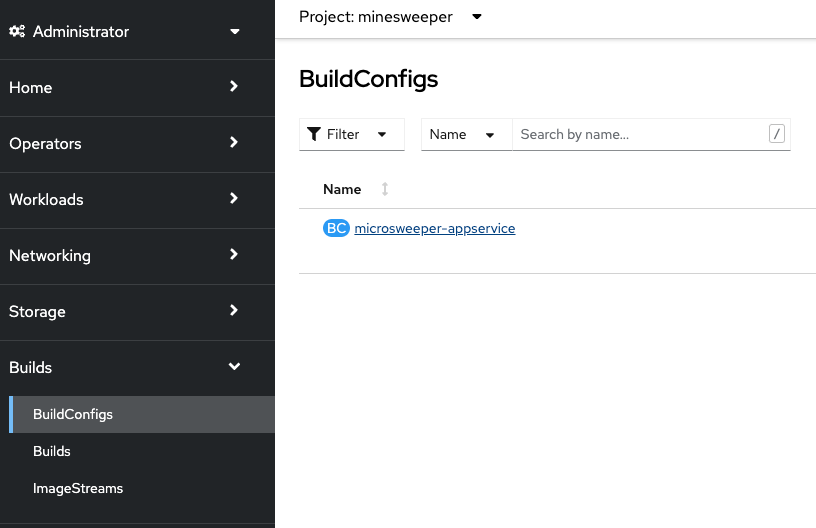 Administrator
Home
Operators
Workloads
Networking
Storage
Builds
BuildConfigs
Builds
ImageStreams
Project: minesweeper
BuildConfigs
Filter
Name
Search by name...
/
Name
BC microsweeper-appservice